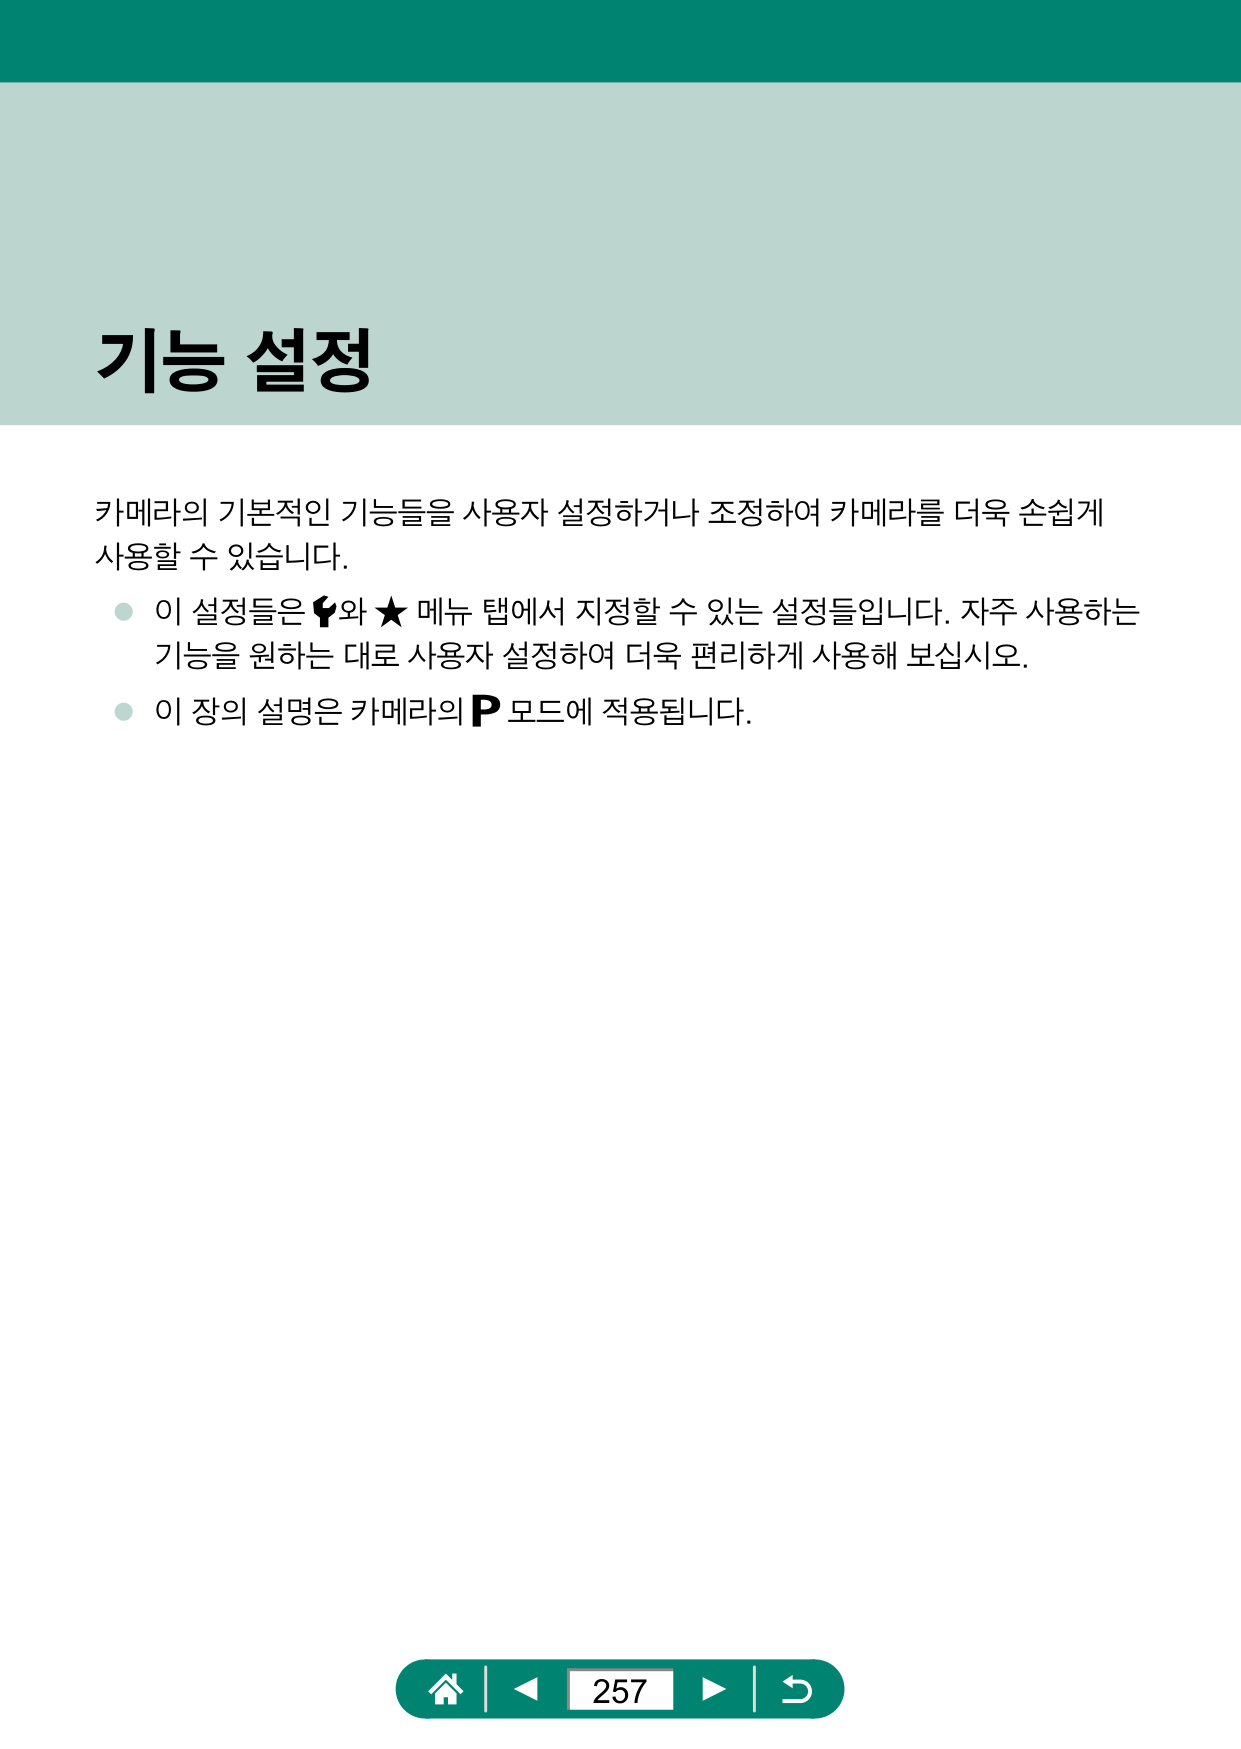 기능 설정
카메라의 기본적인 기능들을 사용자 설정하거나 조정하여 카메라를 더욱 손쉽게
사용할 수 있습니다.
이 설정들은 와 ★ 메뉴 탭에서 지정할 수 있는 설정들입니다. 자주 사용하는
기능을 원하는 대로 사용자 설정하여 더욱 편리하게 사용해 보십시오.
이 장의 설명은 카메라의 P 모드에 적용됩니다.
257